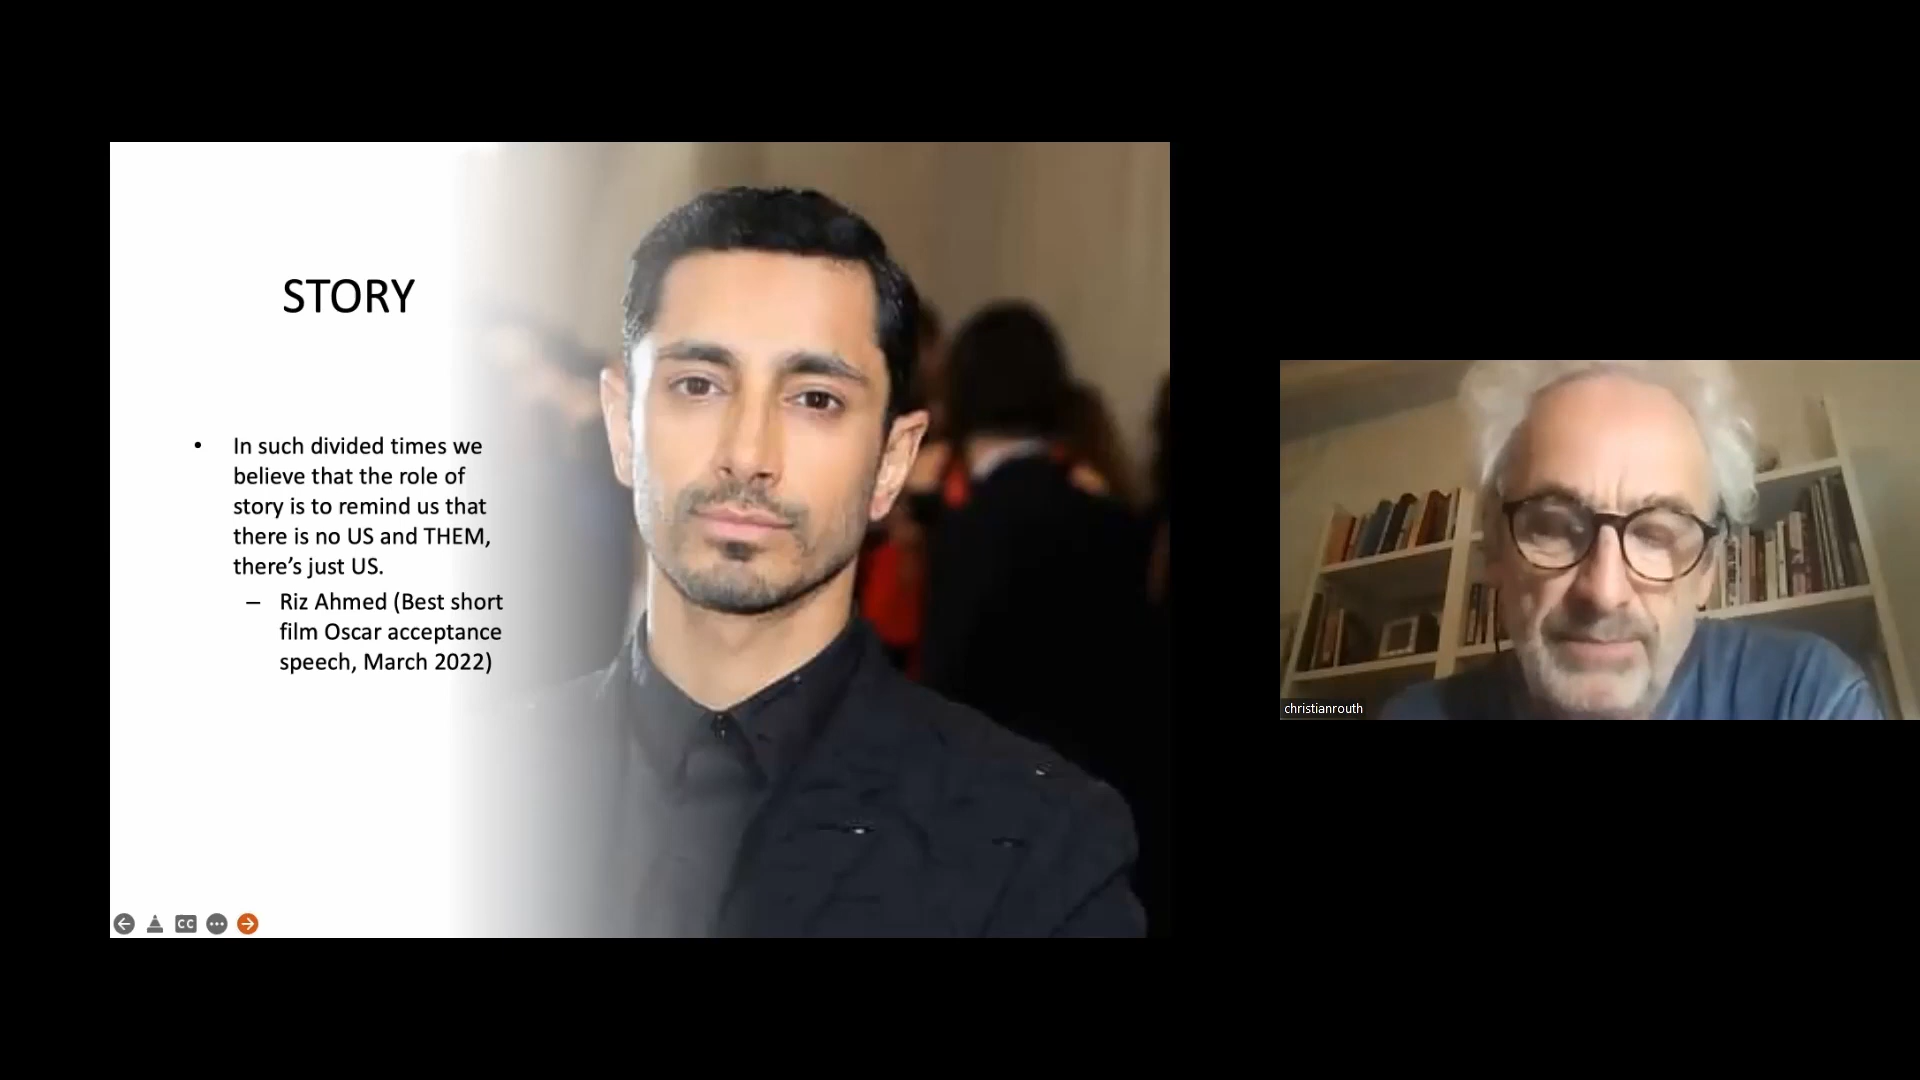 STORY
• In such divided times we
believe that the role of
story is to remind us that
there is no US and THEM,
there’s just US.
– Riz Ahmed (Best short
film Oscar acceptance
speech, March 2022)
CC
christianrouth